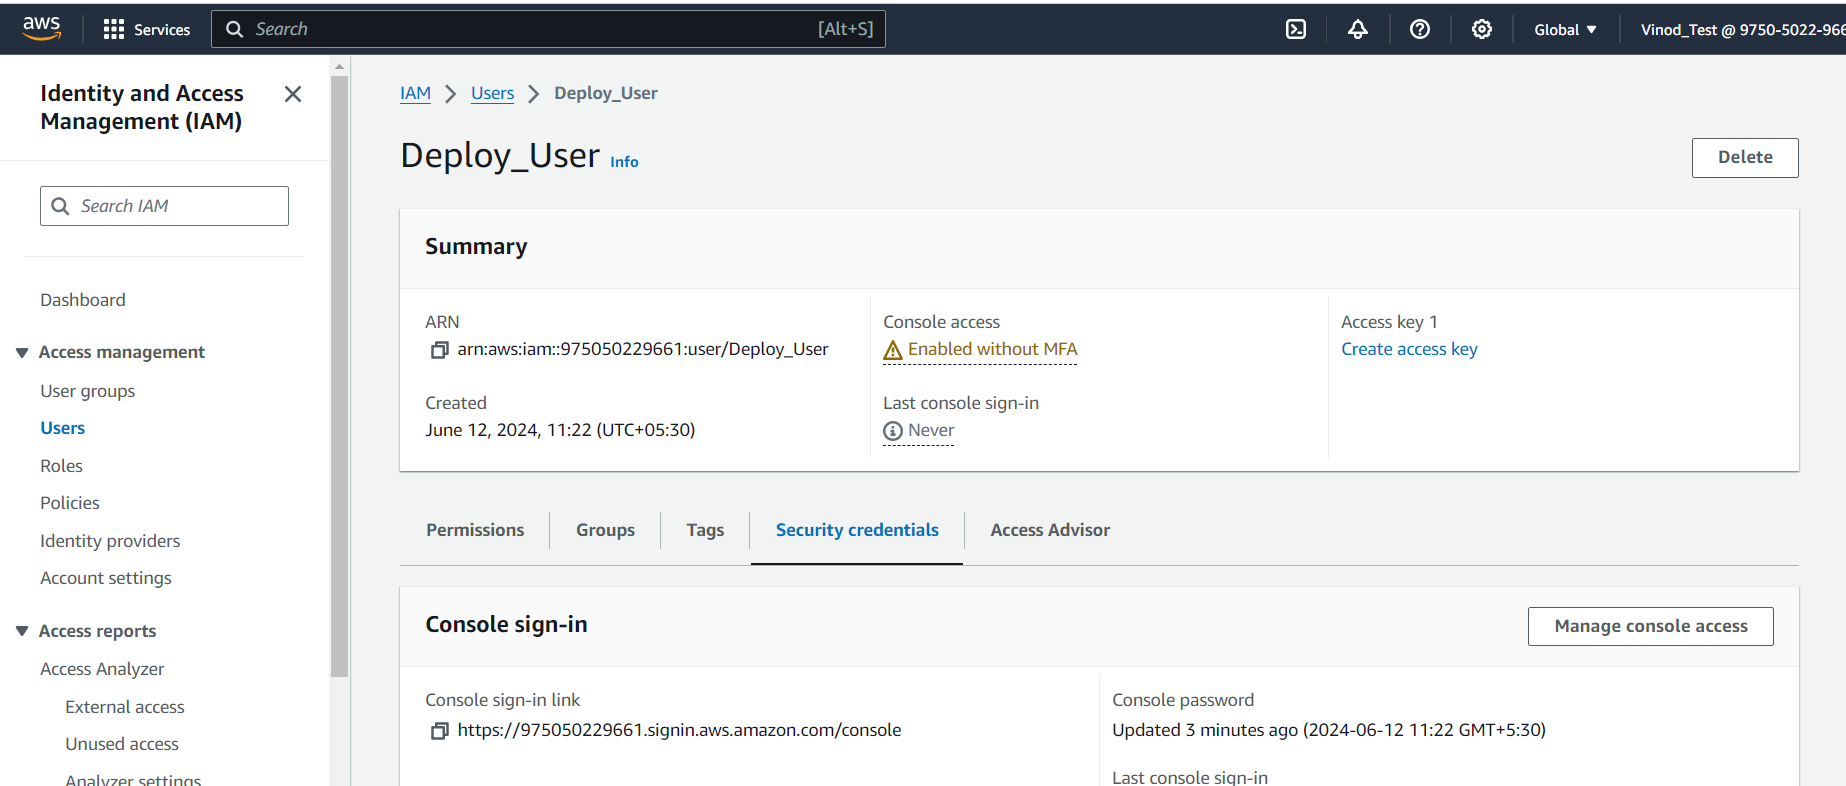 aws
Services
Search
[Alt+S]
Global
Vinod_Test @ 9750-5022-966
Identity and Access
Management (IAM)
Search IAM
Dashboard
Access management
User groups
Users
Roles
Policies
Identity providers
Account settings
Access reports
Access Analyzer
External access
Unused access
Analyzer settings
IAM
Users
Deploy_User
Deploy_User Info
Delete
Summary
ARN
arn:aws:iam::975050229661:user/Deploy_User
Created
June 12, 2024, 11:22 (UTC+05:30)
Console access
Enabled without MFA
Last console sign-in
Never
Access key 1
Create access key
Permissions
Groups
Tags
Security credentials
Access Advisor
Console sign-in
Manage console access
Console sign-in link
https://975050229661.signin.aws.amazon.com/console
Console password
Updated 3 minutes ago (2024-06-12 11:22 GMT+5:30)
Last console sign-in